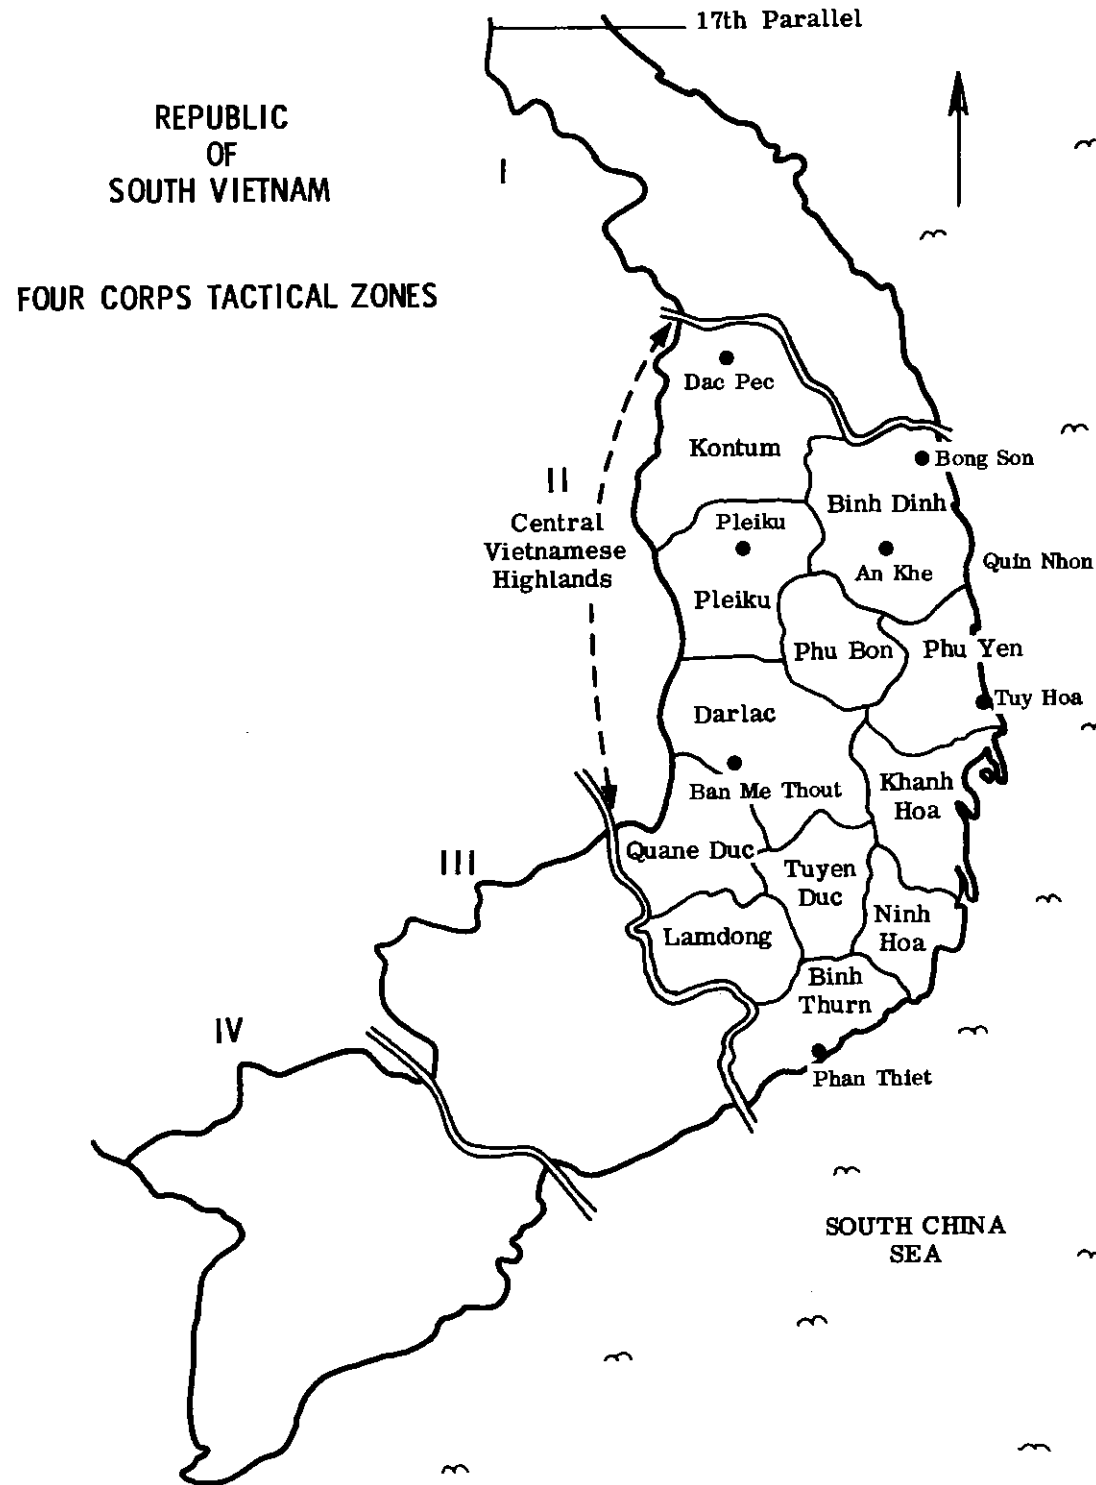 17th Parallel
REPUBLIC
OF
SOUTH VIETNAM
I
FOUR CORPS TACTICAL ZONES
Dac Pec
Kontum
Bong Son
II
Central
Vietnamese
Highlands
Binh Dinh
Pleiku
An Khe
Quin Nhon
Pleiku
Phu Bon
Phu Yen
Tuy Hoa
Darlac
Ban Me Thout
Khanh
Hoa
III
Quane Duc
Tuyen
Duc
Ninh
Hoa
Lamdong
Binh
Thurn
IV
Phan Thiet
SOUTH CHINA
SEA